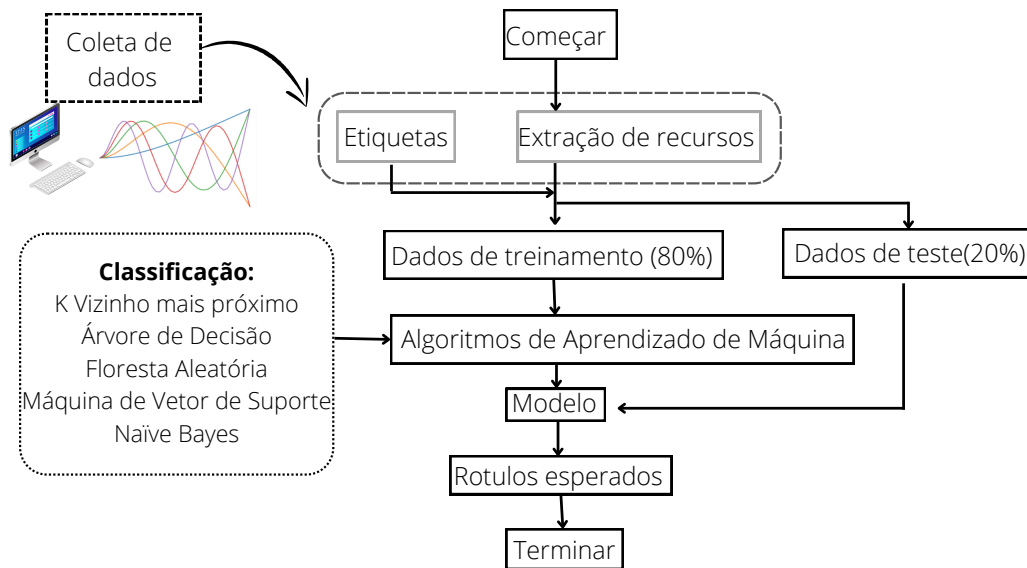 Coleta de
dados
Começar
Etiquetas
Extração de recursos
Dados de treinamento (80%)
Dados de teste(20%)
Classificação:
K Vizinho mais próximo
Árvore de Decisão
Floresta Aleatória
Máquina de Vetor de Suporte
Naïve Bayes
Algoritmos de Aprendizado de Máquina
Modelo
Rotulos esperados
Terminar